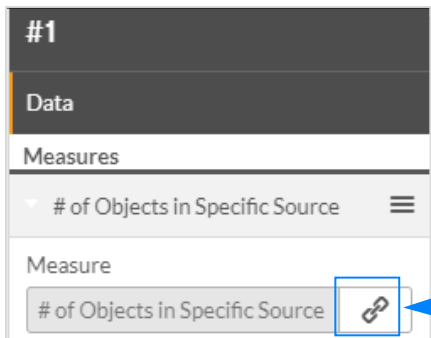 #1
Data
Measures
# of Objects in Specific Source
Measure
# of Objects in Specific Source